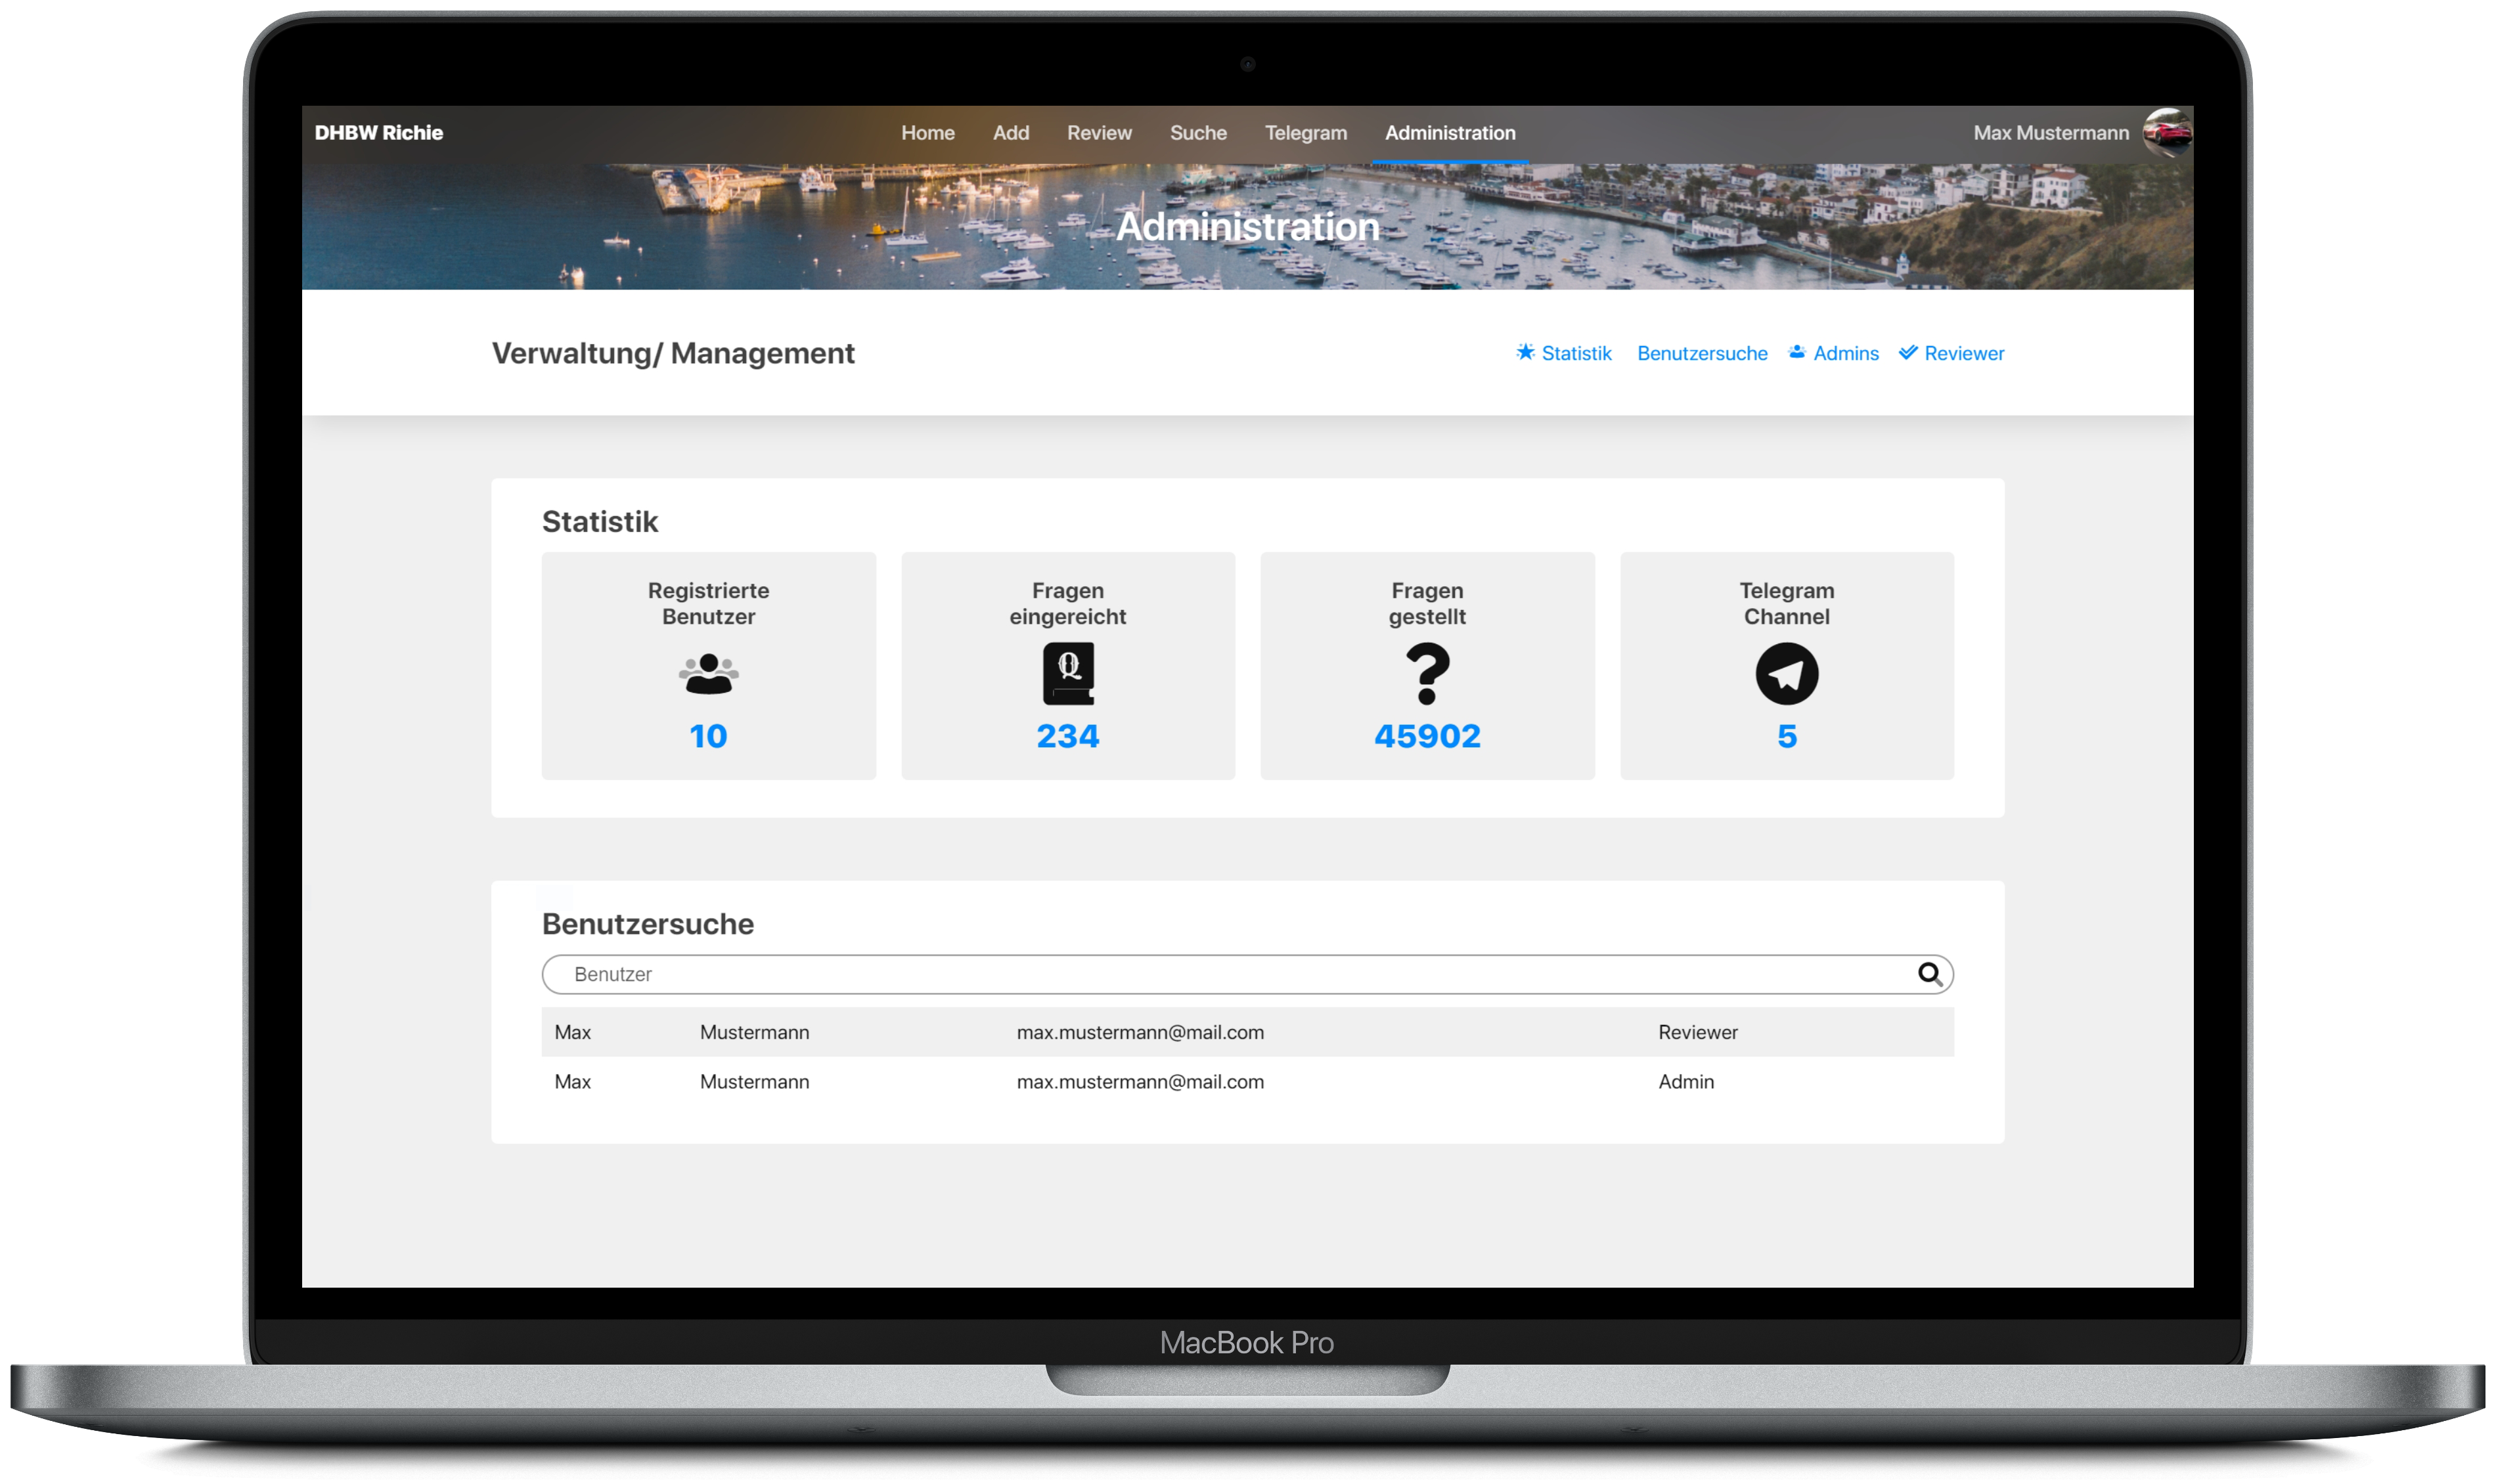 DHBW Richie
Home Add Review Suche Telegram Administration
Max Mustermann
Administration
Verwaltung/ Management
Statistik Benutzersuche Admins Reviewer
Statistik
Registrierte
Benutzer
10
Fragen
eingereicht
Q
234
Fragen
gestellt
?
45902
Telegram
Channel
5
Benutzersuche
Benutzer
Max Mustermann max.mustermann@mail.com Reviewer
Max Mustermann max.mustermann@mail.com Admin
MacBook Pro